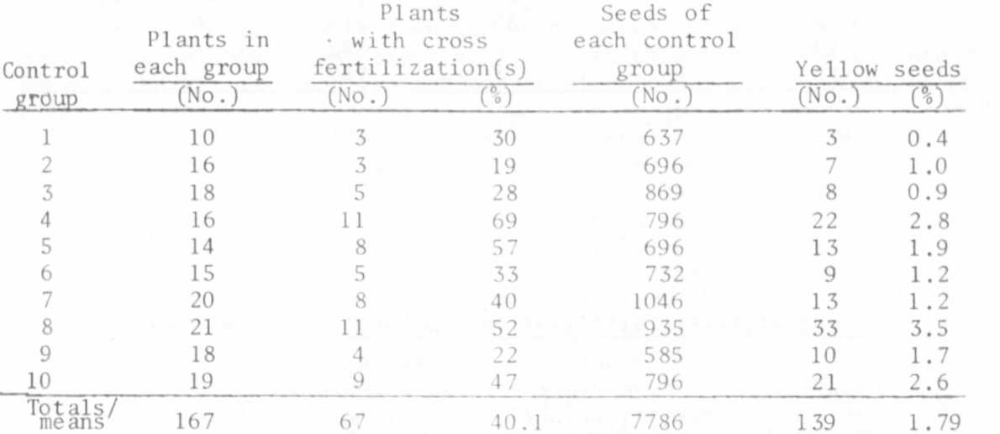 Plants Seeds of
Plants in with cross each control
Control each group fertilization(s) group Yellow seeds
group (No.) (No.) (%) (No.) (No.) (%)
1 10 3 30 637 3 0.4
2 16 3 19 696 7 1.0
3 18 5 28 869 8 0.9
4 16 11 69 796 22 2.8
5 14 8 57 696 13 1.9
6 15 5 33 732 9 1.2
7 20 8 40 1046 13 1.2
8 21 11 52 935 33 3.5
9 18 4 22 585 10 1.7
10 19 9 47 796 21 2.6
Totals/
means 167 67 40.1 7786 139 1.79